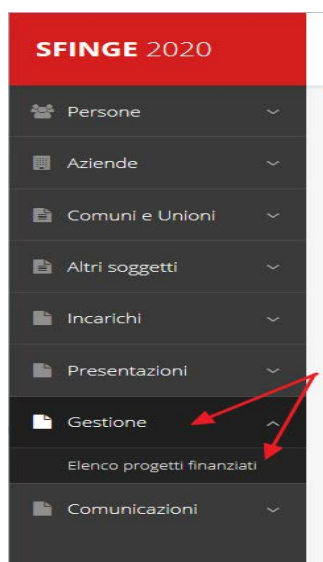 SFINGE 2020
Persone
Aziende
Comuni e Unioni
Altri soggetti
Incarichi
Presentazioni
Gestione
Elenco progetti finanziati
Comunicazioni